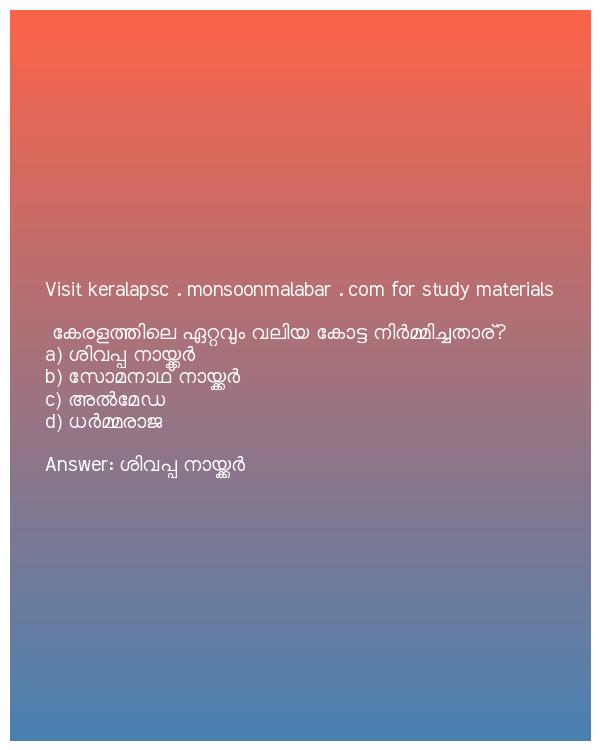 Visit keralapsc . monsoonmalabar . com for study materials
കേരളത്തിലെ ഏറ്റവും വലിയ കോട്ട നിർമ്മിച്ചതാര്?
a) ശിവപ്പ നായ്ക്കർ
b) സോമനാഥ് നായ്ക്കർ
c) അൽമേഡ
d) ധർമ്മരാജ
Answer: ശിവപ്പ നായ്ക്കർ